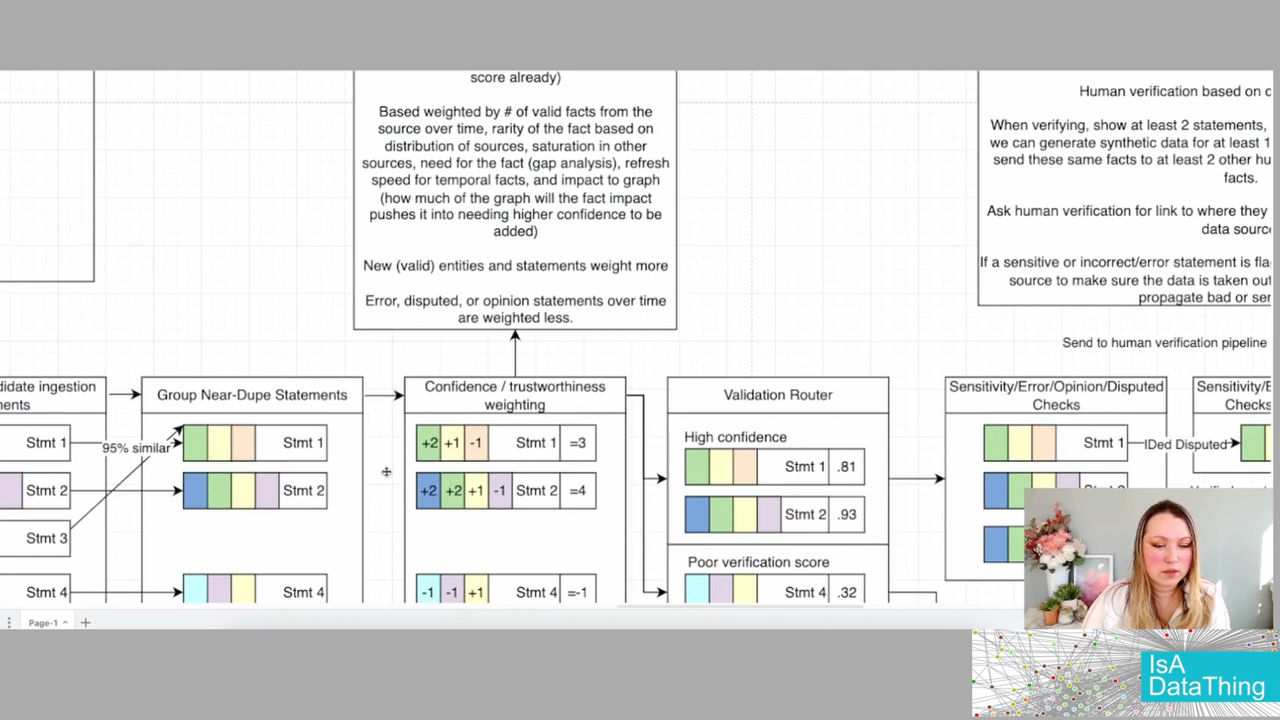 score already)
Based weighted by # of valid facts from the
source over time, rarity of the fact based on
distribution of sources, saturation in other
sources, need for the fact (gap analysis), refresh
speed for temporal facts, and impact to graph
(how much of the graph will the fact impact
pushes it into needing higher confidence to be
added)
New (valid) entities and statements weight more
Error, disputed, or opinion statements over time
are weighted less.
Human verification based on
When verifying, show at least 2 statements,
we can generate synthetic data for at least 1
send these same facts to at least 2 other
facts.
Ask human verification for link to where they
data
If a sensitive or incorrect/error statement is
source to make sure the data is taken
propagate bad or
Send to human verification pipeline
ingestion
Stmt 1
Stmt 2
Stmt 3
Stmt 4
95% similar
Group Near-Dupe Statements
Stmt 1
Stmt 2
Stmt 4
Confidence / trustworthiness
weighting
+2 +1 -1 Stmt 1 =3
+2 +2 +1 -1 Stmt 2 =4
-1 -1 +1 Stmt 4 =-1
Validation Router
High confidence
Stmt 1 .81
Stmt 2 .93
Poor verification score
Stmt 4 .32
Sensitivity/Error/Opinion/Disputed
Checks
Stmt 1
IDed Disputed
Checks
Page-1
IsA
DataThing